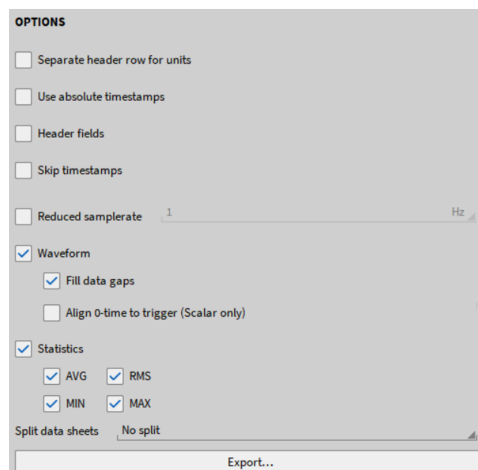 OPTIONS
Separate header row for units
Use absolute timestamps
Header fields
Skip timestamps
Reduced samplerate 1 Hz
Waveform
Fill data gaps
Align 0-time to trigger (Scalar only)
Statistics
AVG RMS
MIN MAX
Split data sheets No split
Export...